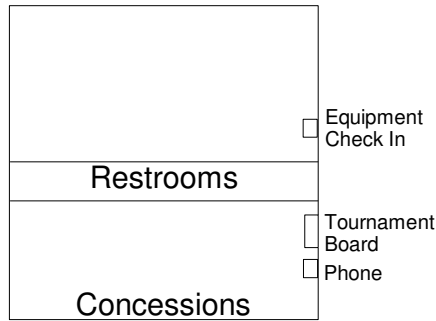 Equipment
Check In
Restrooms
Tournament
Board
Phone
Concessions